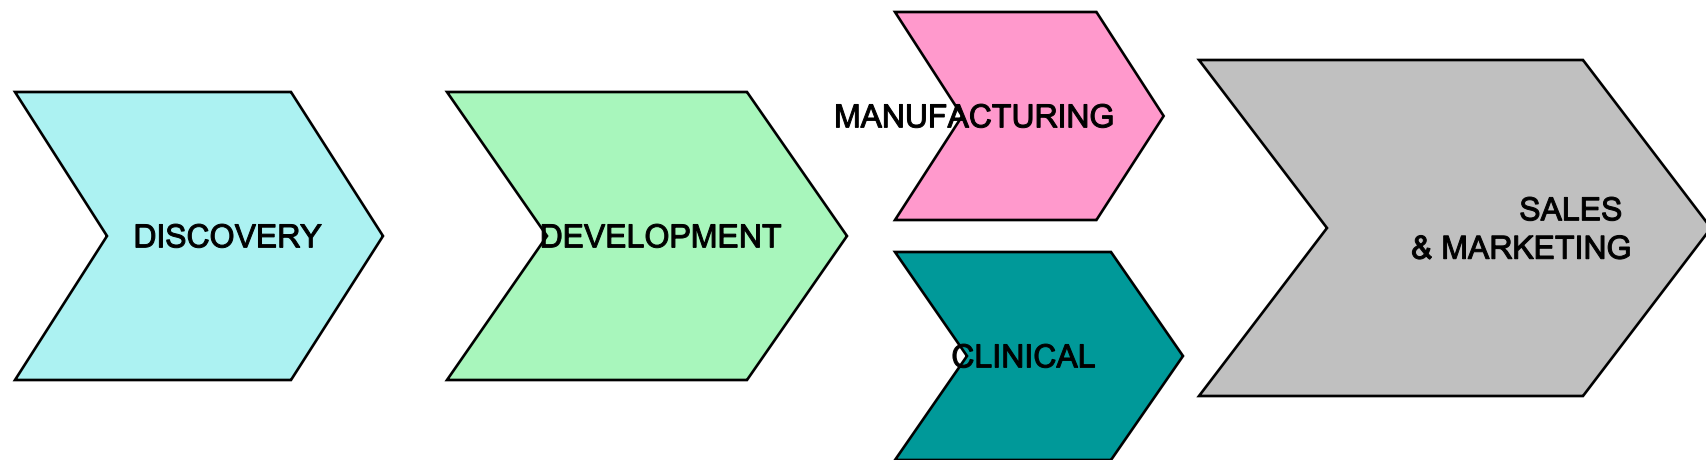 DISCOVERY
DEVELOPMENT
MANUFACTURING
CLINICAL
SALES
& MARKETING